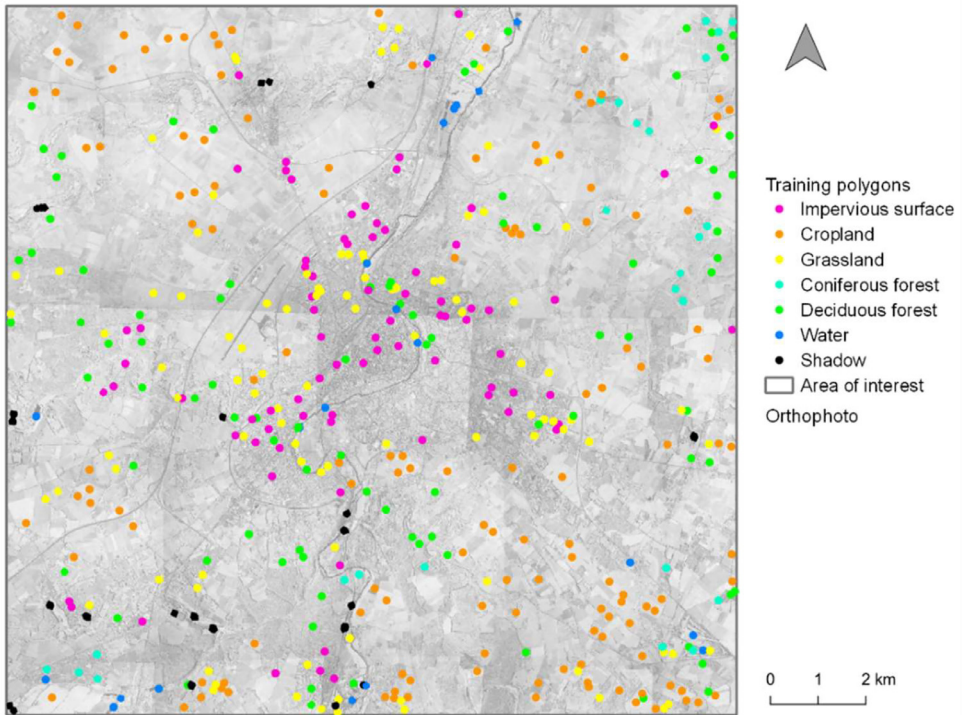 Training polygons
Impervious surface
Cropland
Grassland
Coniferous forest
Deciduous forest
Water
Shadow
Area of interest
Orthophoto
0 1 2 km